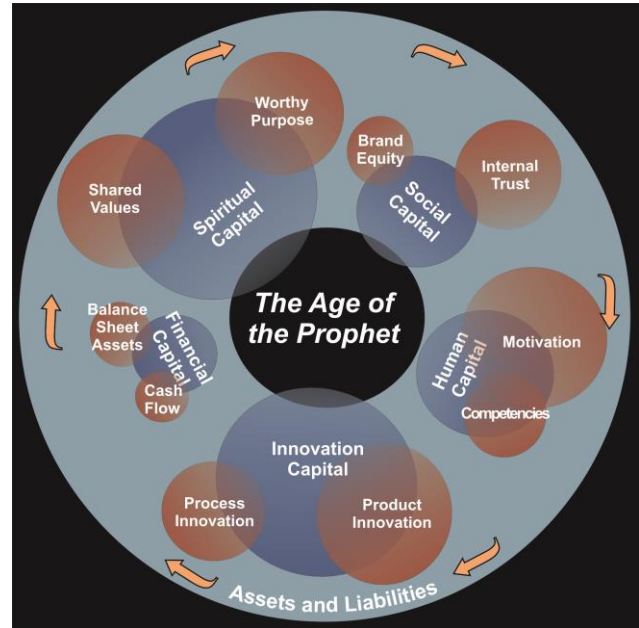 Worthy
Purpose
Shared
Values
Spiritual
Capital
Brand
Equity
Social
Capital
Internal
Trust
The Age of
the Prophet
Balance
Sheet
Assets
Financial
Capital
Cash
Flow
Human
Capital
Motivation
Competencies
Innovation
Capital
Process
Innovation
Product
Innovation
Assets and Liabilities